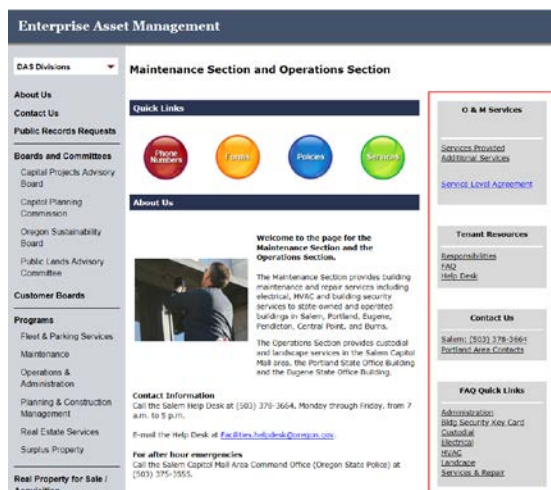 Enterprise Asset Management
DAS Divisions
About Us
Contact Us
Public Records Requests
Boards and Committees
Capital Projects Advisory
Board
Capitol Planning
Commission
Oregon Sustainability
Board
Public Lands Advisory
Committee
Customer Boards
Programs
Fleet & Parking Services
Maintenance
Operations &
Administration
Planning & Construction
Management
Real Estate Services
Surplus Property
Real Property for Sale /
Acquisition
Maintenance Section and Operations Section
Quick Links
Phone
Numbers
Forms
Policies
Services
About Us
Welcome to the page for the
Maintenance Section and the
Operations Section.
The Maintenance Section provides building
maintenance and repair services including
electrical, HVAC and building security
services to state-owned and operated
buildings in Salem, Portland, Eugene,
Pendleton, Central Point, and Burns.
The Operations Section provides custodial
and landscape services in the Salem Capitol
Mall area, the Portland State Office Building
and the Eugene State Office Building.
Contact Information
Call the Salem Help Desk at (503) 378-3664, Monday through Friday, from 7
a.m. to 5 p.m.
E-mail the Help Desk at Facilities.helpdesk@oregon.gov.
For after hour emergencies
Call the Salem Capitol Mall Area Command Office (Oregon State Police) at
(503) 375-3555.
O & M Services
Services Provided
Additional Services
Service Level Agreement
Tenant Resources
Responsibilities
FAQ
Help Desk
Contact Us
Salem: (503) 378-3664
Portland Area Contacts
FAQ Quick Links
Administration
Bldg Security Key Card
Custodial
Electrical
HVAC
Landcape
Services & Repair